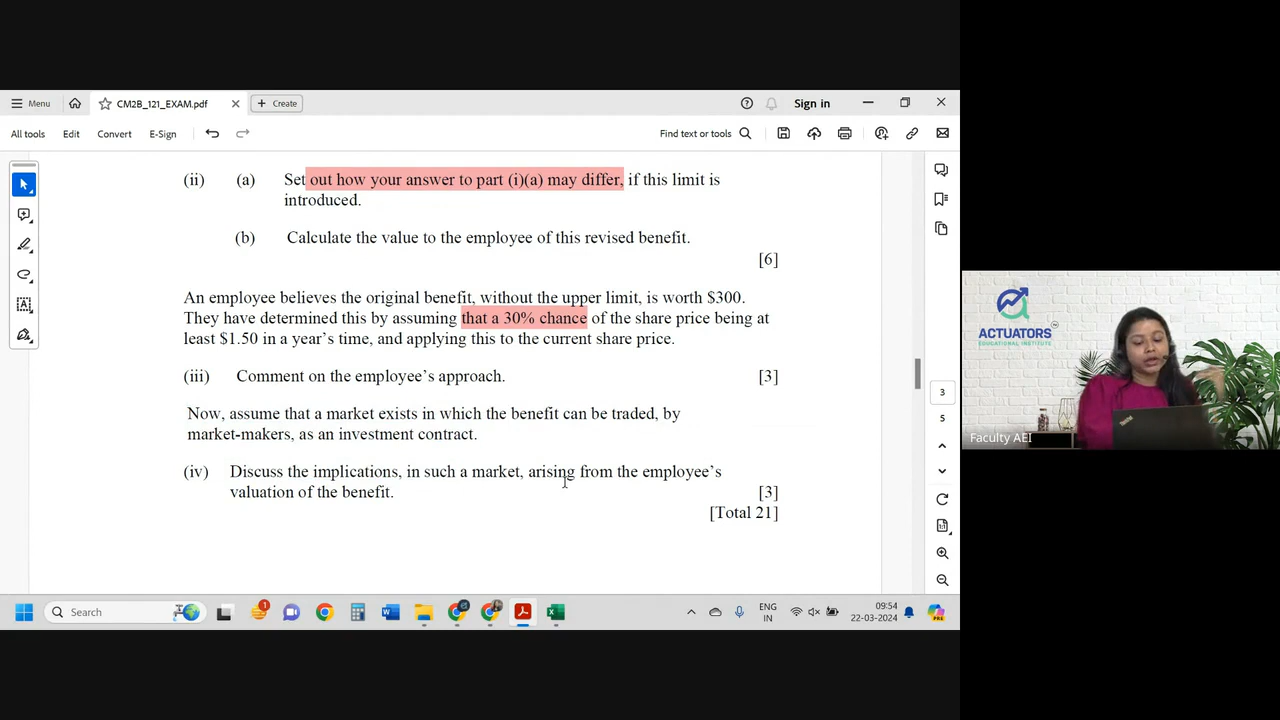 Menu
CM2B_121_EXAM.pdf
Create
Sign in
All tools
Edit
Convert
E-Sign
Find text or tools
(ii) (a) Set out how your answer to part (i)(a) may differ, if this limit is
introduced.
(b) Calculate the value to the employee of this revised benefit.
[6]
An employee believes the original benefit, without the upper limit, is worth $300.
They have determined this by assuming that a 30% chance of the share price being at
least $1.50 in a year's time, and applying this to the current share price.
(iii) Comment on the employee's approach. [3]
Now, assume that a market exists in which the benefit can be traded, by
market-makers, as an investment contract.
(iv) Discuss the implications, in such a market, arising from the employee's
valuation of the benefit. [3]
[Total 21]
3
5
ACTUATORS
EDUCATIONAL INSTITUTE
ThinkPad
Faculty AEI
Search
1
ENG
IN
09:54
22-03-2024